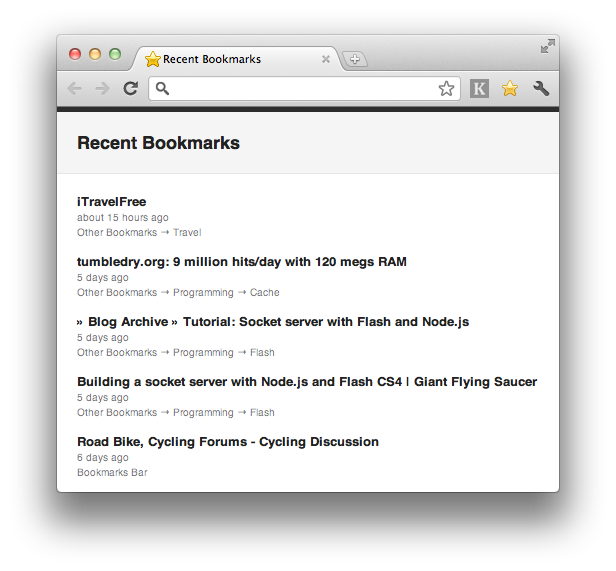 Recent Bookmarks
K
Recent Bookmarks
iTravelFree
about 15 hours ago
Other Bookmarks → Travel
tumbledry.org: 9 million hits/day with 120 megs RAM
5 days ago
Other Bookmarks → Programming → Cache
» Blog Archive » Tutorial: Socket server with Flash and Node.js
5 days ago
Other Bookmarks → Programming → Flash
Building a socket server with Node.js and Flash CS4 | Giant Flying Saucer
5 days ago
Other Bookmarks → Programming → Flash
Road Bike, Cycling Forums - Cycling Discussion
6 days ago
Bookmarks Bar